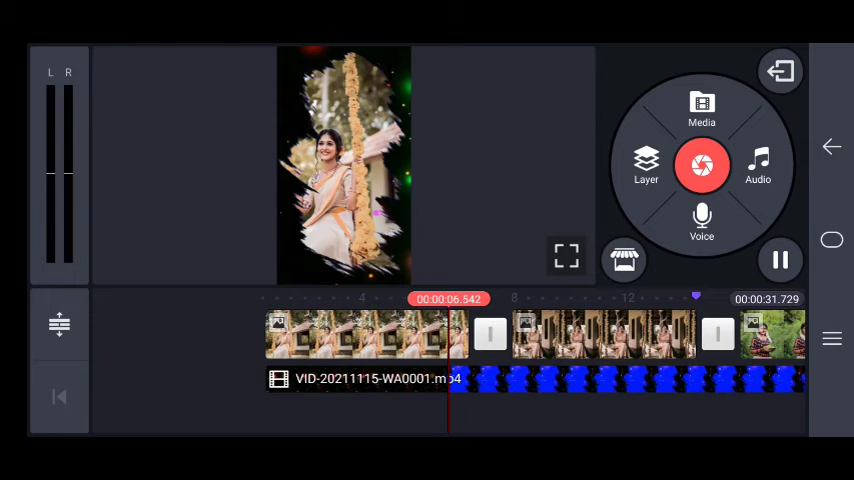 L R
Media
Layer
Audio
Voice
4
00:00:06.542
8
12
00:00:31.729
VID-20211115-WA0001.mp4